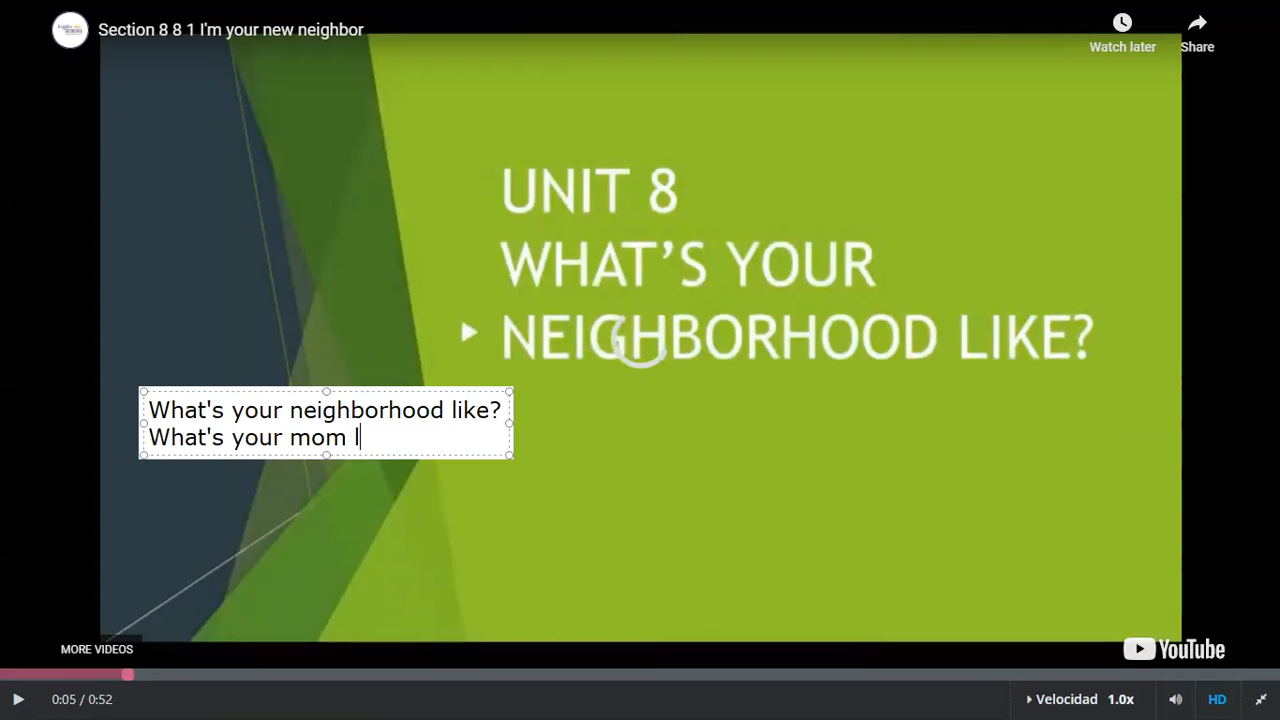 Section 8 8 1 I'm your new neighbor
Watch later
Share
UNIT 8
WHAT'S YOUR
NEIGHBORHOOD LIKE?
What's your neighborhood like?
What's your mom l
MORE VIDEOS
YouTube
0:05 / 0:52
Velocidad 1.0x
HD